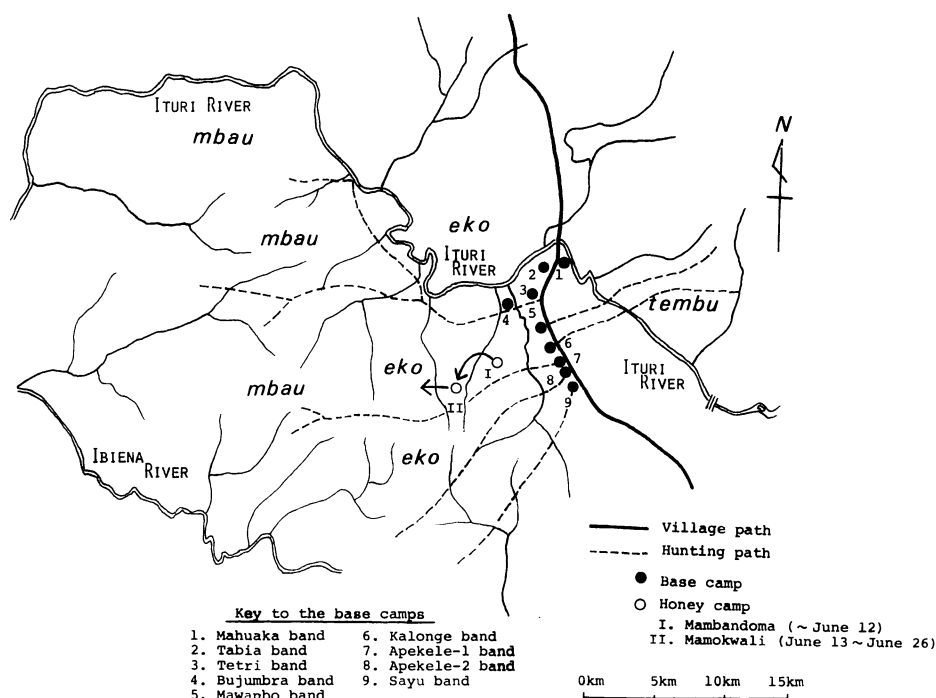 N
ITURI RIVER
mbau
eko
mbau
ITURI
RIVER
2
1
3
tembu
4
5
6
eko
I
7
ITURI
RIVER
mbau
8
II
9
eko
IBIENA
RIVER
Village path
Hunting path
Base camp
Honey camp
I. Mambandoma (~ June 12)
II. Mamokwali (June 13 ~ June 26)
Key to the base camps
1. Mahuaka band 6. Kalonge band
2. Tabia band 7. Apekele-1 band
3. Tetri band 8. Apekele-2 band
4. Bujumbra band 9. Sayu band
5. Mawanbo band
0km 5km 10km 15km